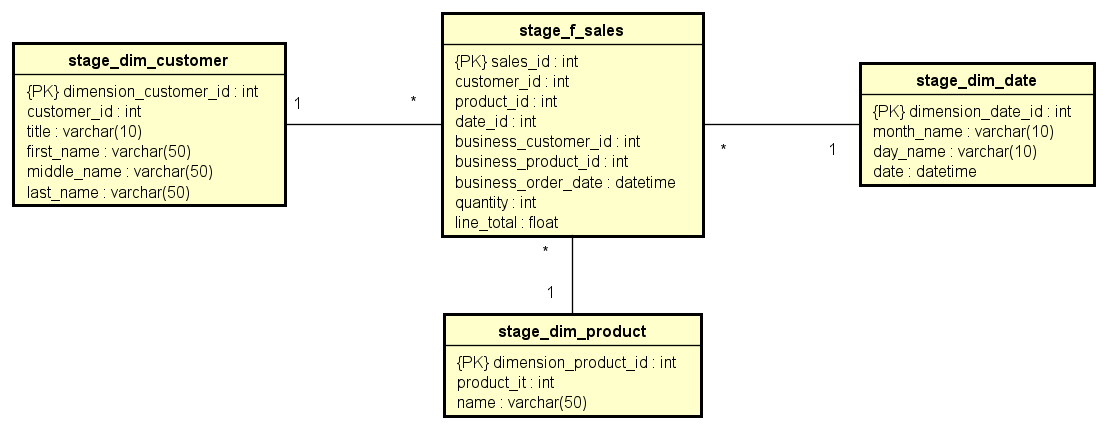 stage_dim_customer
{PK} dimension_customer_id : int
customer_id : int
title : varchar(10)
first_name : varchar(50)
middle_name : varchar(50)
last_name : varchar(50)
1
*
stage_f_sales
{PK} sales_id : int
customer_id : int
product_id : int
date_id : int
business_customer_id : int
business_product_id : int
business_order_date : datetime
quantity : int
line_total : float
*
1
stage_dim_date
{PK} dimension_date_id : int
month_name : varchar(10)
day_name : varchar(10)
date : datetime
*
1
stage_dim_product
{PK} dimension_product_id : int
product_it : int
name : varchar(50)